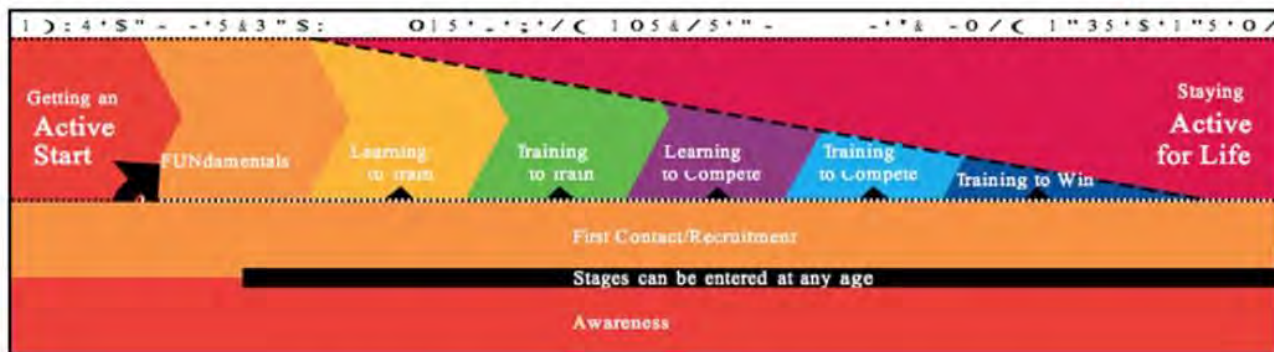 Getting an
Active
Start
FUNdamentals
Learning
to Train
Training
to Train
Learning
to Compete
Training
to Compete
Training to Win
Staying
Active
for Life
First Contact/Recruitment
Stages can be entered at any age
Awareness